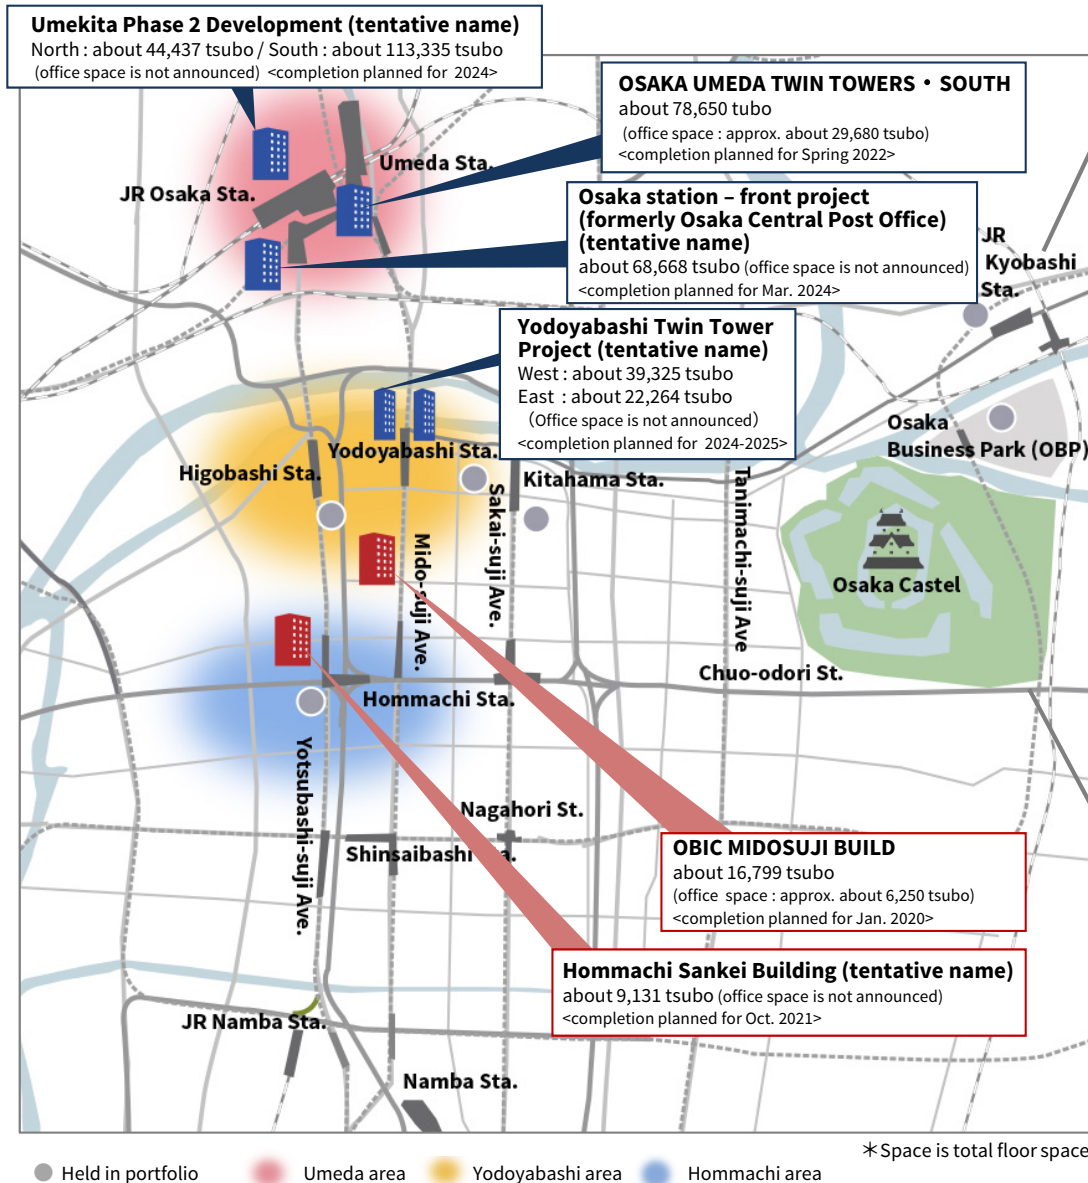 Umekita Phase 2 Development (tentative name)
North : about 44,437 tsubo / South : about 113,335 tsubo
(office space is not announced) <completion planned for 2024>
OSAKA UMEDA TWIN TOWERS・SOUTH
about 78,650 tubo
(office space : approx. about 29,680 tsubo)
<completion planned for Spring 2022>
Umeda Sta.
JR Osaka Sta.
Osaka station – front project
(formerly Osaka Central Post Office)
(tentative name)
about 68,668 tsubo (office space is not announced)
<completion planned for Mar. 2024>
JR
Kyobashi
Sta.
Yodoyabashi Twin Tower
Project (tentative name)
West : about 39,325 tsubo
East : about 22,264 tsubo
(Office space is not announced)
<completion planned for 2024-2025>
Osaka
Business Park (OBP)
Yodoyabashi Sta.
Higobashi Sta.
Kitahama Sta.
Sakai-suji Ave.
Tanimachi-suji Ave
Mido-suji Ave.
Osaka Castel
Chuo-odori St.
Hommachi Sta.
Yotsubashi-suji Ave.
Nagahori St.
Shinsaibashi Sta.
OBIC MIDOSUJI BUILD
about 16,799 tsubo
(office space : approx. about 6,250 tsubo)
<completion planned for Jan. 2020>
Hommachi Sankei Building (tentative name)
about 9,131 tsubo (office space is not announced)
<completion planned for Oct. 2021>
JR Namba Sta.
Namba Sta.
＊Space is total floor space
Held in portfolio
Umeda area
Yodoyabashi area
Hommachi area